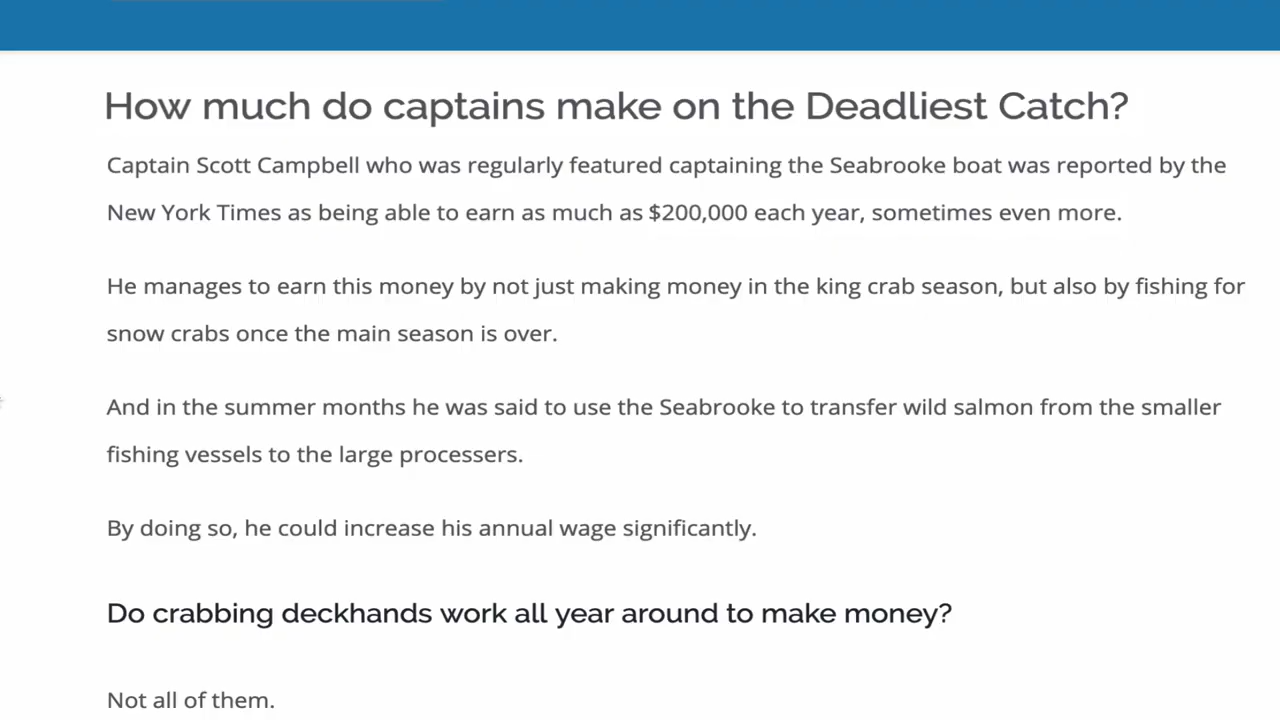 How much do captains make on the Deadliest Catch?
Captain Scott Campbell who was regularly featured captaining the Seabrooke boat was reported by the
New York Times as being able to earn as much as $200,000 each year, sometimes even more.
He manages to earn this money by not just making money in the king crab season, but also by fishing for
snow crabs once the main season is over.
And in the summer months he was said to use the Seabrooke to transfer wild salmon from the smaller
fishing vessels to the large processers.
By doing so, he could increase his annual wage significantly.
Do crabbing deckhands work all year around to make money?
Not all of them.